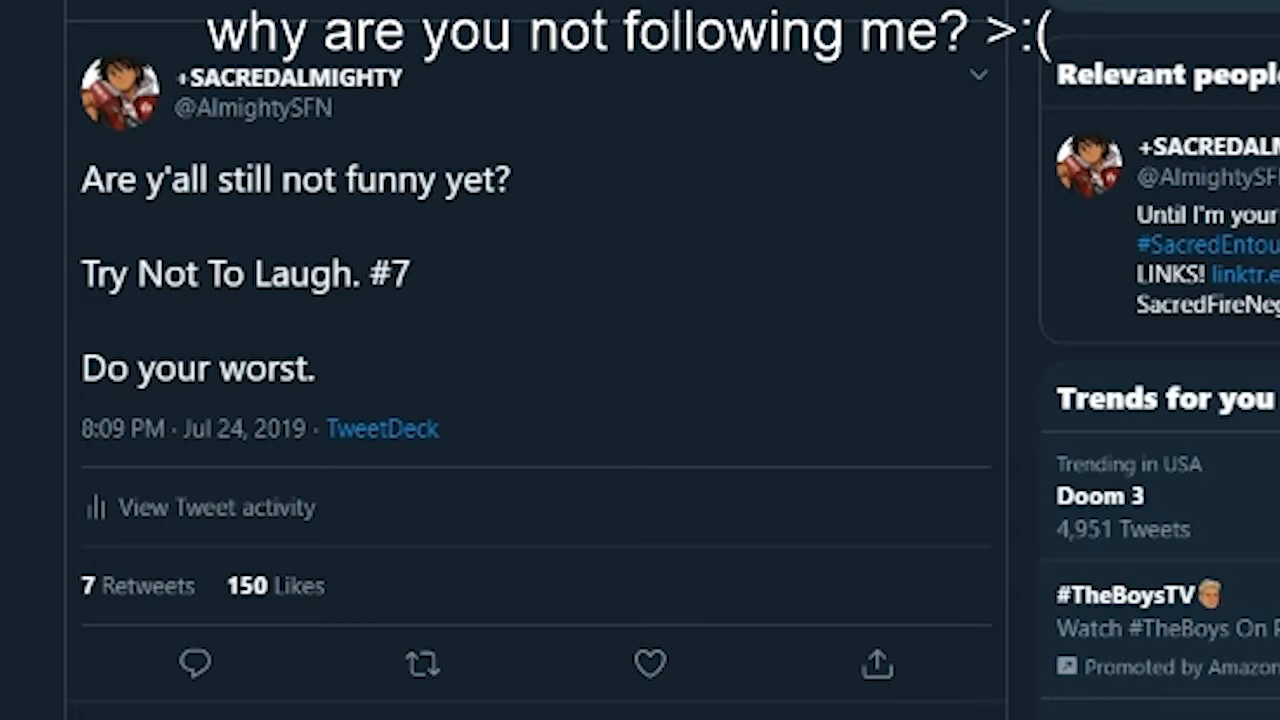 why are you not following me? >:(
+SACREDALMIGHTY
@AlmightySFN
Are y'all still not funny yet?
Try Not To Laugh. #7
Do your worst.
8:09 PM · Jul 24, 2019 · TweetDeck
View Tweet activity
7 Retweets 150 Likes
Relevant people
+SACREDALM
@AlmightySF
Until I'm your
#SacredEntou
LINKS! linktr.e
SacredFireNeg
Trends for you
Trending in USA
Doom 3
4,951 Tweets
#TheBoysTV
Watch #TheBoys On P
Promoted by Amazon